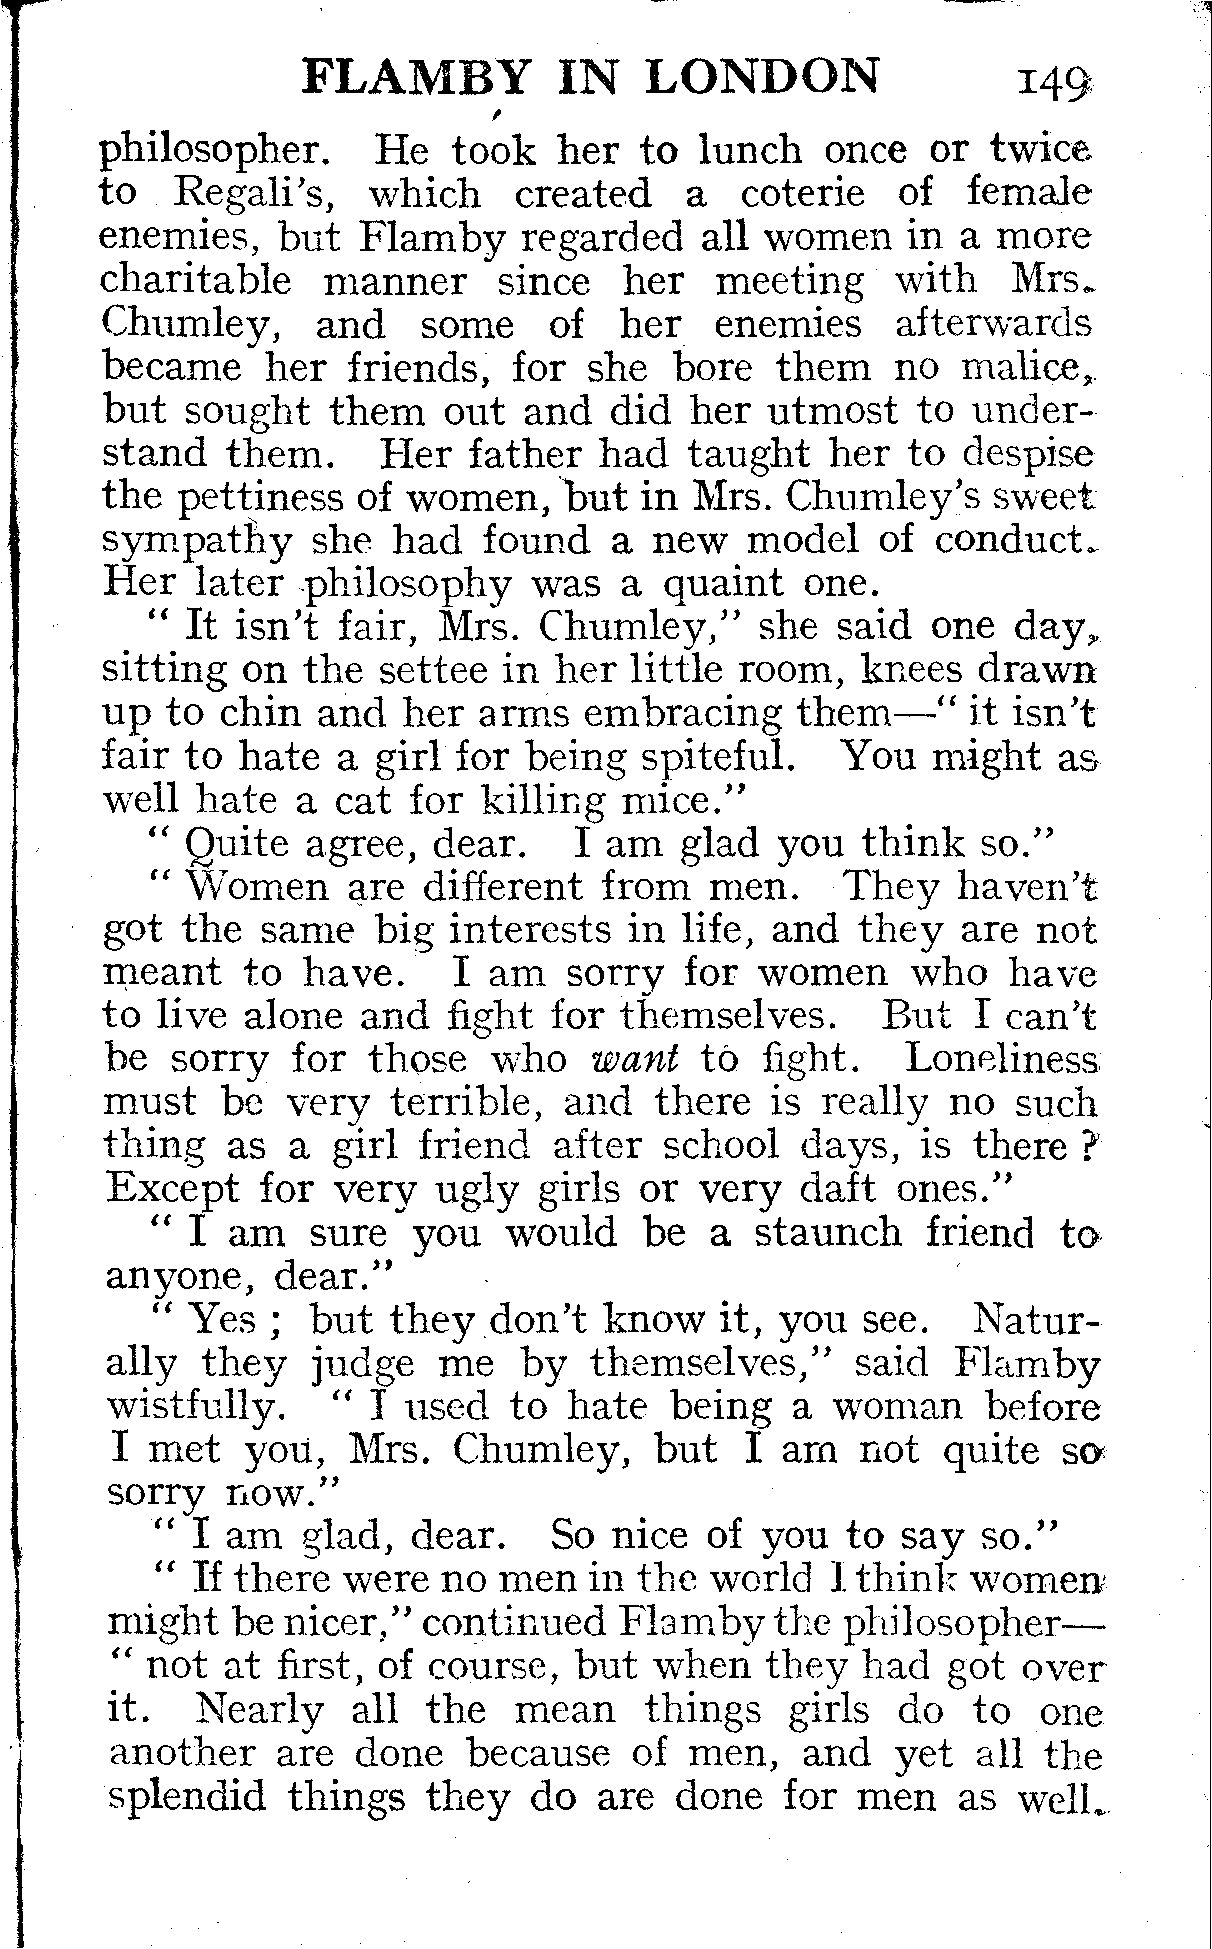 FLAMBY IN LONDON 149
philosopher. He took her to lunch once or twice
to Regali's, which created a coterie of female
enemies, but Flamby regarded all women in a more
charitable manner since her meeting with Mrs.
Chumley, and some of her enemies afterwards
became her friends, for she bore them no malice,
but sought them out and did her utmost to under-
stand them. Her father had taught her to despise
the pettiness of women, but in Mrs. Chumley's sweet
sympathy she had found a new model of conduct.
Her later philosophy was a quaint one.
" It isn't fair, Mrs. Chumley," she said one day,
sitting on the settee in her little room, knees drawn
up to chin and her arms embracing them—" it isn't
fair to hate a girl for being spiteful. You might as
well hate a cat for killing mice."
" Quite agree, dear. I am glad you think so."
" Women are different from men. They haven't
got the same big interests in life, and they are not
meant to have. I am sorry for women who have
to live alone and fight for themselves. But I can't
be sorry for those who want to fight. Loneliness
must be very terrible, and there is really no such
thing as a girl friend after school days, is there ?
Except for very ugly girls or very daft ones."
" I am sure you would be a staunch friend to
anyone, dear."
" Yes ; but they don't know it, you see. Natur-
ally they judge me by themselves," said Flamby
wistfully. " I used to hate being a woman before
I met you, Mrs. Chumley, but I am not quite so
sorry now."
" I am glad, dear. So nice of you to say so."
" If there were no men in the world I think women
might be nicer," continued Flamby the philosopher—
" not at first, of course, but when they had got over
it. Nearly all the mean things girls do to one
another are done because of men, and yet all the
splendid things they do are done for men as well.